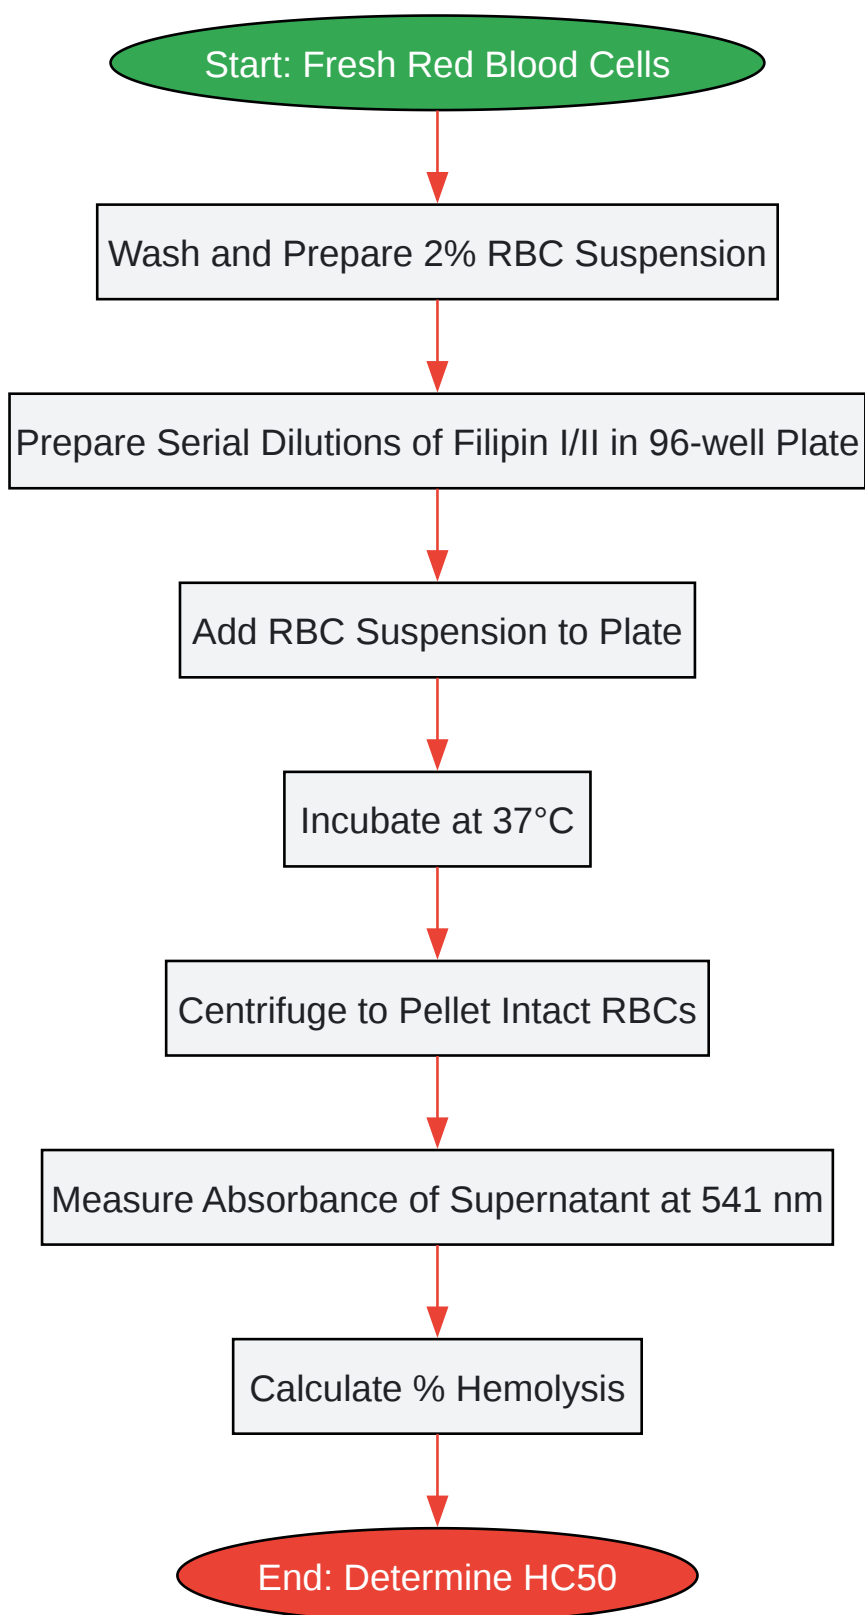 Start: Fresh Red Blood Cells
Wash and Prepare 2% RBC Suspension
Prepare Serial Dilutions of Filipin I/II in 96-well Plate
Add RBC Suspension to Plate
Incubate at 37°C
Centrifuge to Pellet Intact RBCs
Measure Absorbance of Supernatant at 541 nm
Calculate % Hemolysis
End: Determine HC50